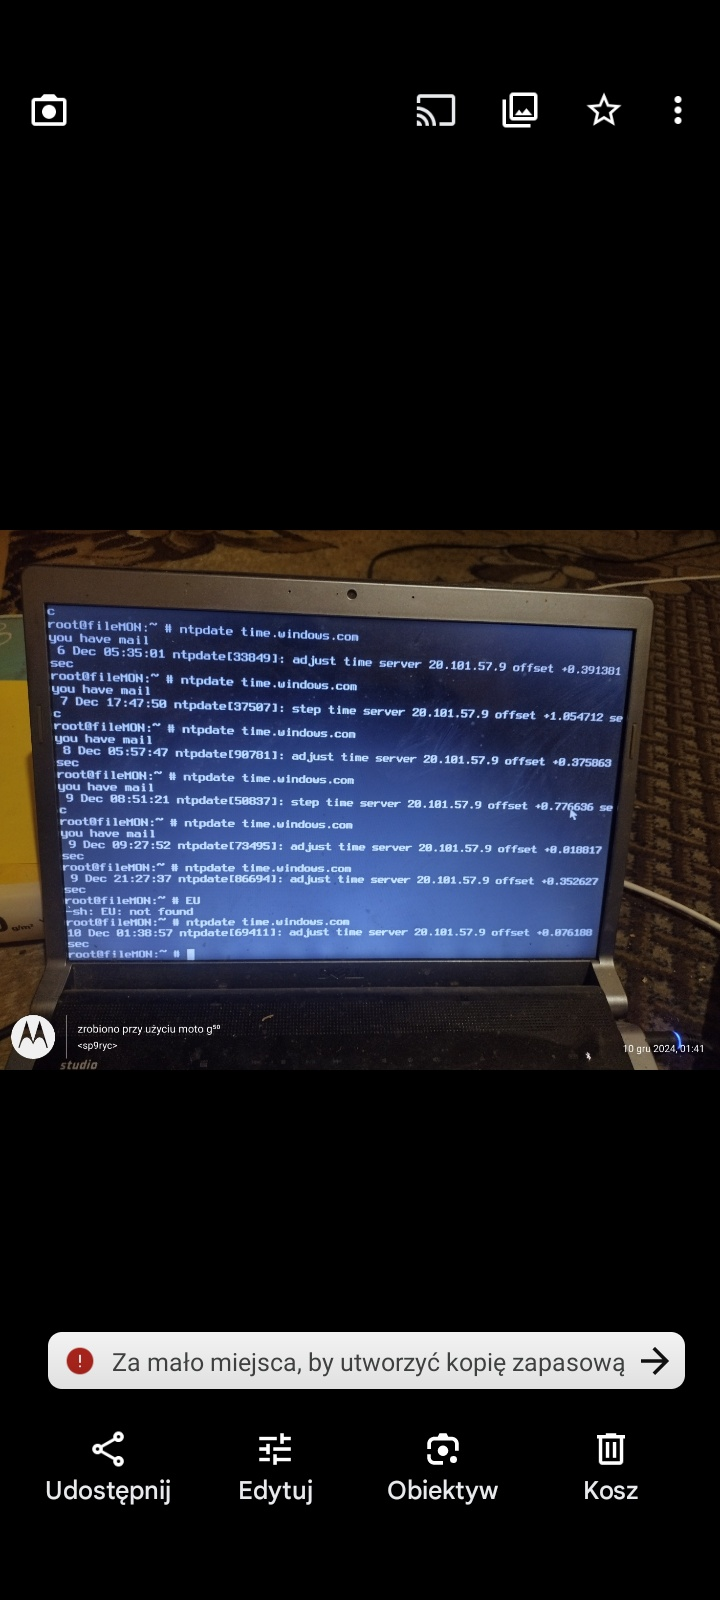 c
root@fileMON:~ # ntpdate time.windows.com
you have mail
6 Dec 05:35:01 ntpdate[33849]: adjust time server 20.101.57.9 offset +0.391381
sec
root@fileMON:~ # ntpdate time.windows.com
you have mail
7 Dec 17:47:50 ntpdate[37507]: step time server 20.101.57.9 offset +1.054712 se
c
root@fileMON:~ # ntpdate time.windows.com
you have mail
8 Dec 05:57:47 ntpdate[90781]: adjust time server 20.101.57.9 offset +0.375863
sec
root@fileMON:~ # ntpdate time.windows.com
you have mail
9 Dec 08:51:21 ntpdate[50837]: step time server 20.101.57.9 offset +0.776636 se
c
root@fileMON:~ # ntpdate time.windows.com
you have mail
9 Dec 09:27:52 ntpdate[73495]: adjust time server 20.101.57.9 offset +0.018817
sec
root@fileMON:~ # ntpdate time.windows.com
9 Dec 21:27:37 ntpdate[86694]: adjust time server 20.101.57.9 offset +0.352627
sec
root@fileMON:~ # EU
-sh: EU: not found
root@fileMON:~ # ntpdate time.windows.com
10 Dec 01:38:57 ntpdate[69411]: adjust time server 20.101.57.9 offset +0.076188
sec
root@fileMON:~ #
zrobiono przy użyciu moto g⁵⁰
<sp9ryc>
10 gru 2024, 01:41
studio
Za mało miejsca, by utworzyć kopię zapasową
Udostępnij
Edytuj
Obiektyw
Kosz